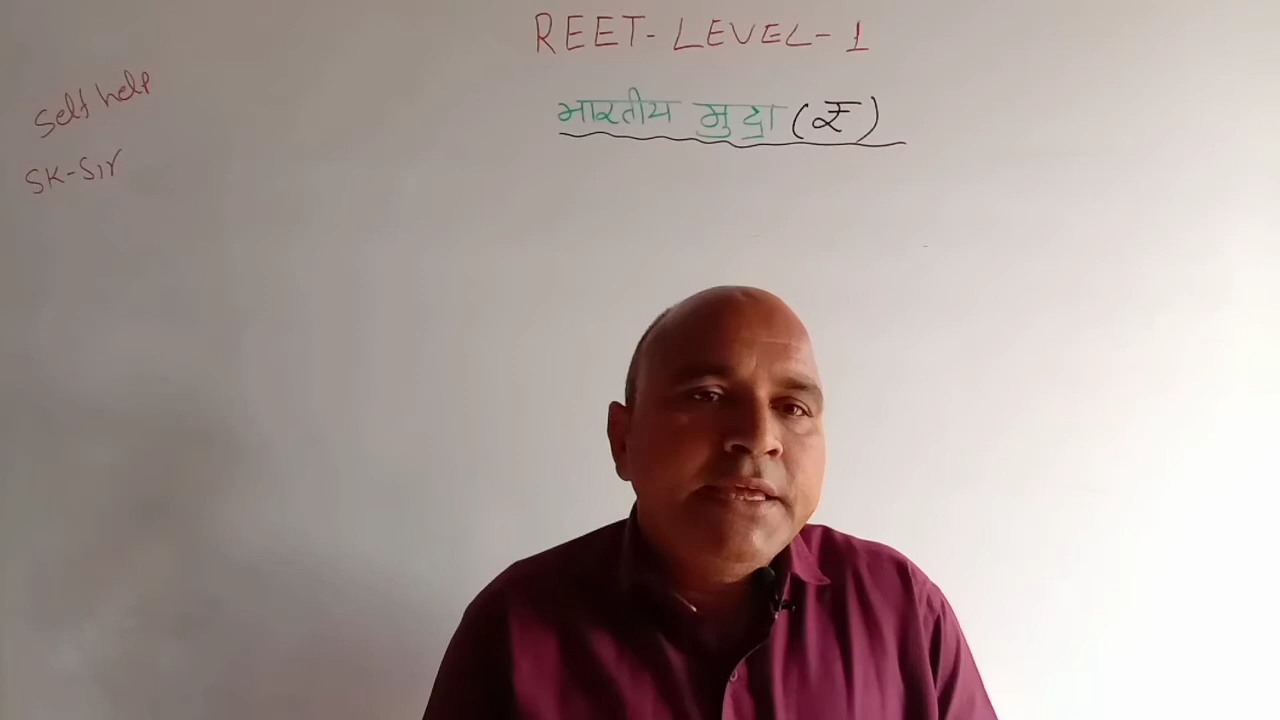 REET- LEVEL- 1
भारतीय मुद्रा (₹)
Self help
SK-Sir